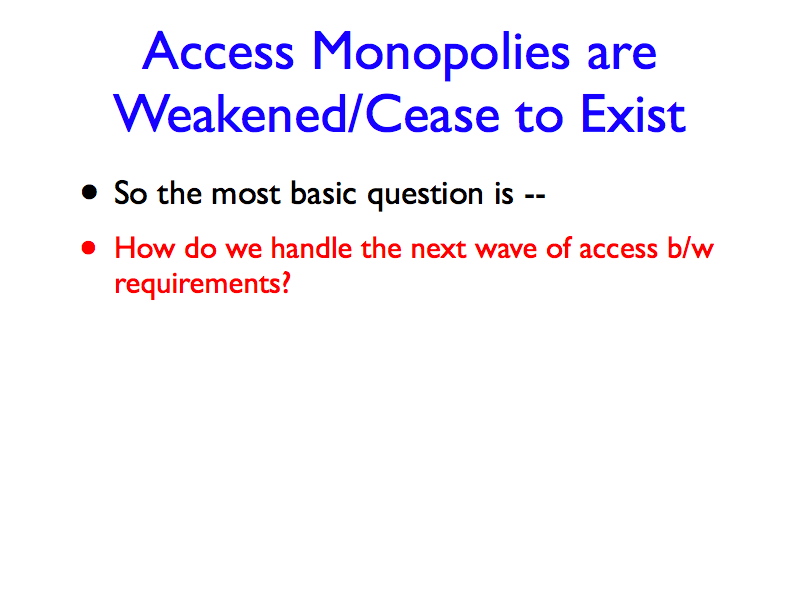 Access Monopolies are
Weakened/Cease to Exist
• So the most basic question is --
• How do we handle the next wave of access b/w
requirements?